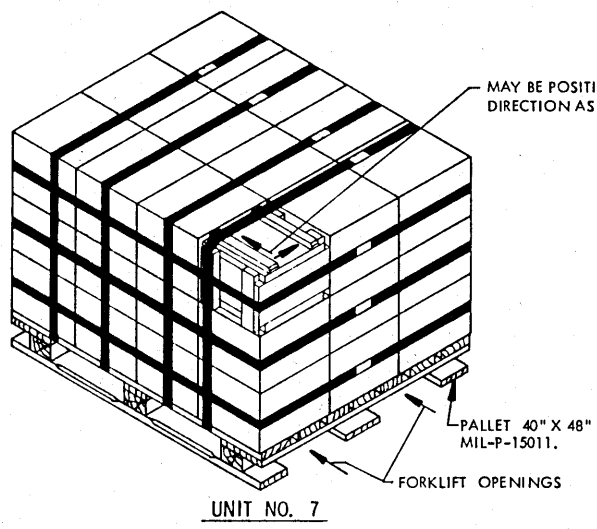 MAY BE POSITI
DIRECTION AS
PALLET 40" X 48"
MIL-P-15011.
FORKLIFT OPENINGS
UNIT NO. 7